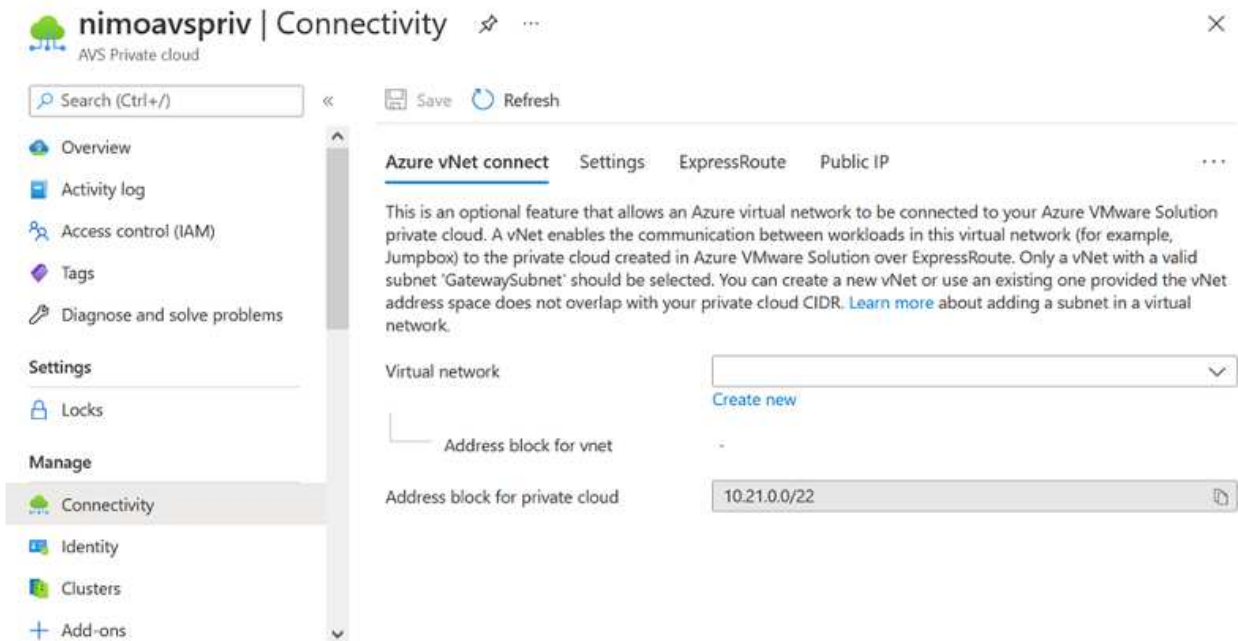 nimoavspriv | Connectivity
AVS Private cloud
Search (Ctrl+/)
Overview
Activity log
Access control (IAM)
Tags
Diagnose and solve problems
Settings
Locks
Manage
Connectivity
Identity
Clusters
Add-ons
Save Refresh
Azure vNet connect Settings ExpressRoute Public IP
This is an optional feature that allows an Azure virtual network to be connected to your Azure VMware Solution
private cloud. A vNet enables the communication between workloads in this virtual network (for example,
Jumpbox) to the private cloud created in Azure VMware Solution over ExpressRoute. Only a vNet with a valid
subnet 'GatewaySubnet' should be selected. You can create a new vNet or use an existing one provided the vNet
address space does not overlap with your private cloud CIDR. Learn more about adding a subnet in a virtual
network.
Virtual network
Create new
Address block for vnet -
Address block for private cloud 10.21.0.0/22